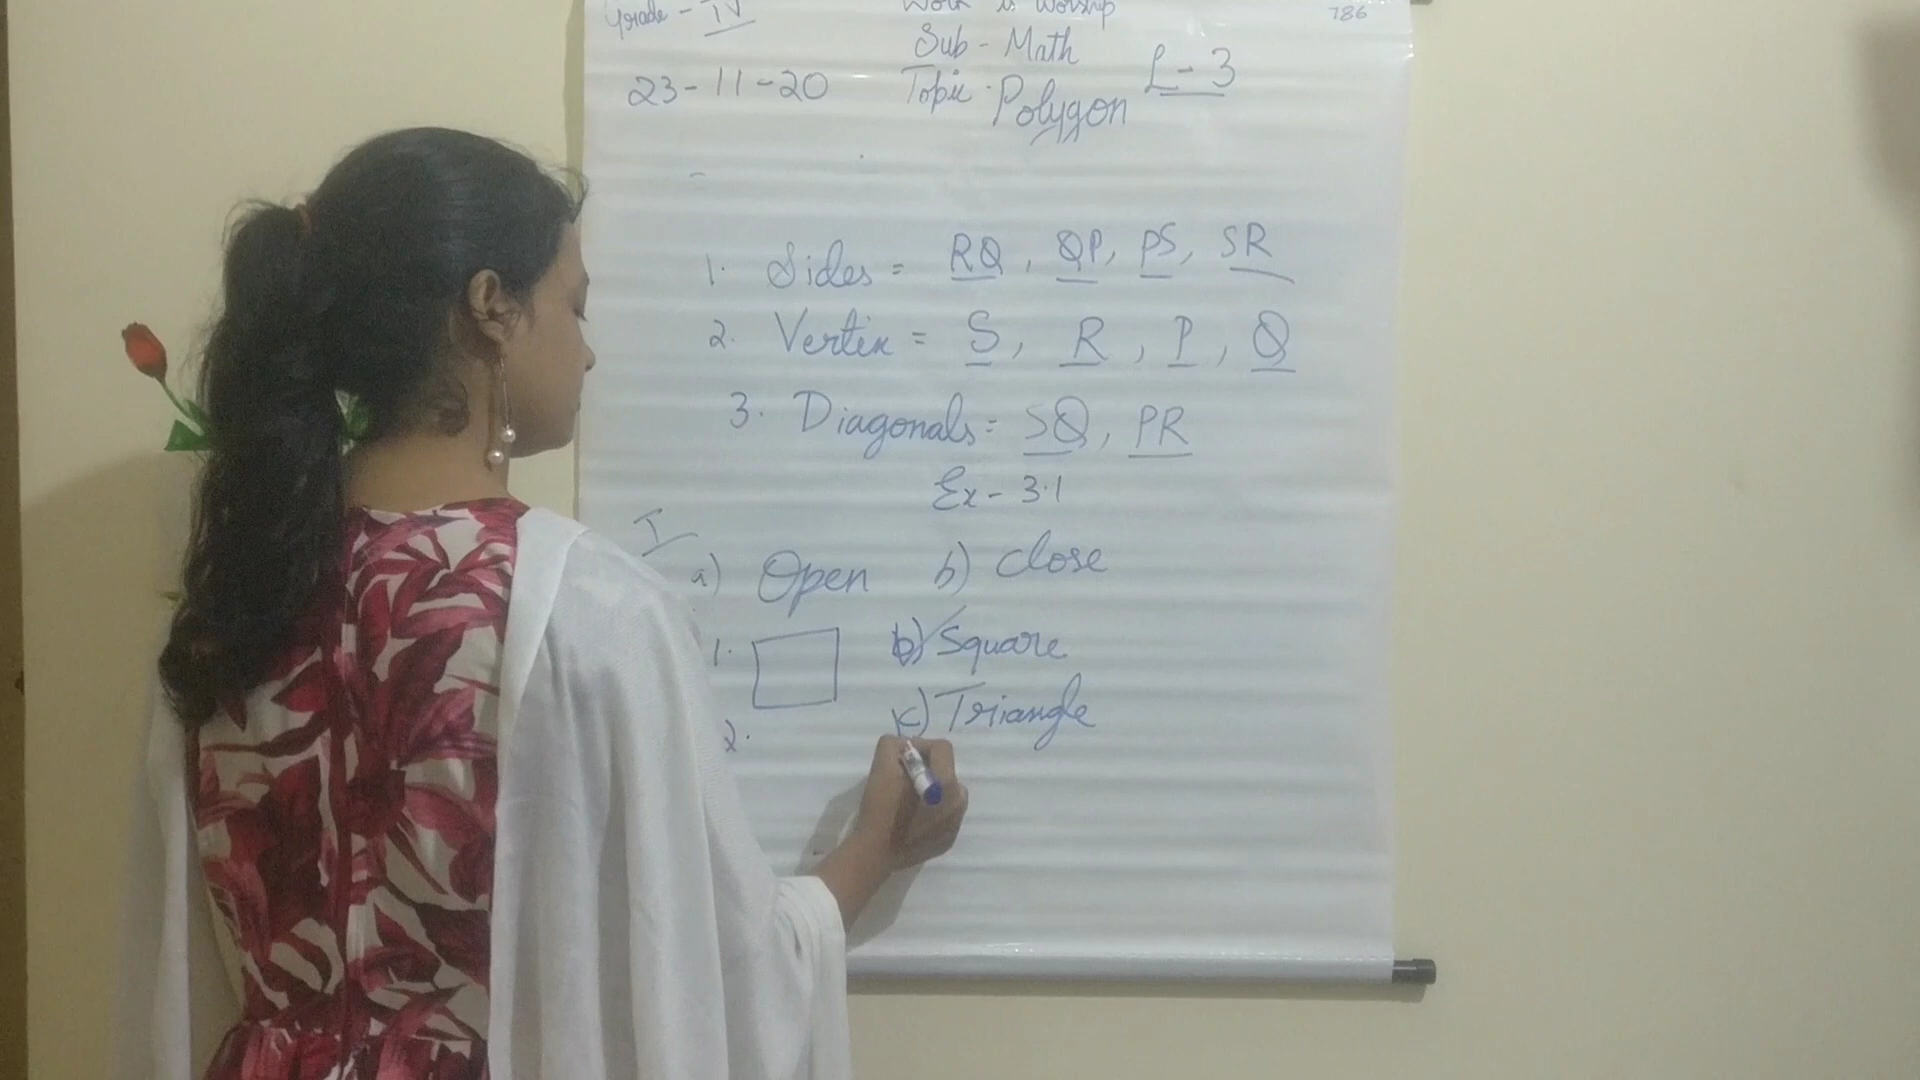 Grade - IV Work is Worship 786
Sub - Math
23-11-20 Topic - Polygon L-3
1. Sides = RQ, QP, PS, SR
2. Vertix = S, R, P, Q
3. Diagonals = SQ, PR
Ex - 3.1
I
a) Open b) close
1. b) Square
2. c) Triangle